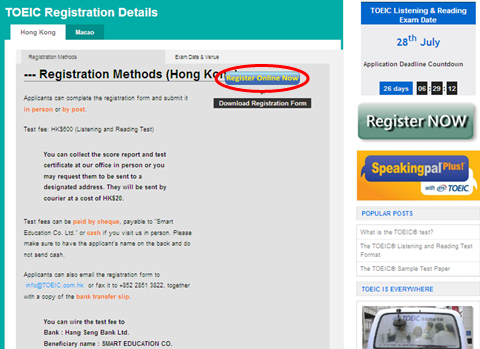 TOEIC Registration Details
Hong Kong
Macao
Registration Methods
Exam Date & Venue
--- Registration Methods (Hong Kong
Register Online Now
Download Registration Form
Applicants can complete the registration form and submit it
in person or by post.
Test fee: HK$500 (Listening and Reading Test)
You can collect the score report and test
certificate at our office in person or you
may request them to be sent to a
designated address. They will be sent by
courier at a cost of HK$20.
Test fees can be paid by cheque, payable to "Smart
Education Co. Ltd." or cash if you visit us in person. Please
make sure to have the applicant's name on the back and do
not send cash.
Applicants can also email the registration form to
info@TOEIC.com.hk or fax it to +852 2851 3822, together
with a copy of the bank transfer slip.
You can wire the test fee to
Bank : Hang Seng Bank Ltd.
Beneficiary name : SMART EDUCATION CO.
TOEIC Listening & Reading
Exam Date
28th July
Application Deadline Countdown
26 days 06 : 29 : 12
Register NOW
Speakingpal Plus!
with TOEIC
POPULAR POSTS
What is the TOEIC® test?
The TOEIC® Listening and Reading Test
Format
The TOEIC® Sample Test Paper
TOEIC IS EVERYWHERE